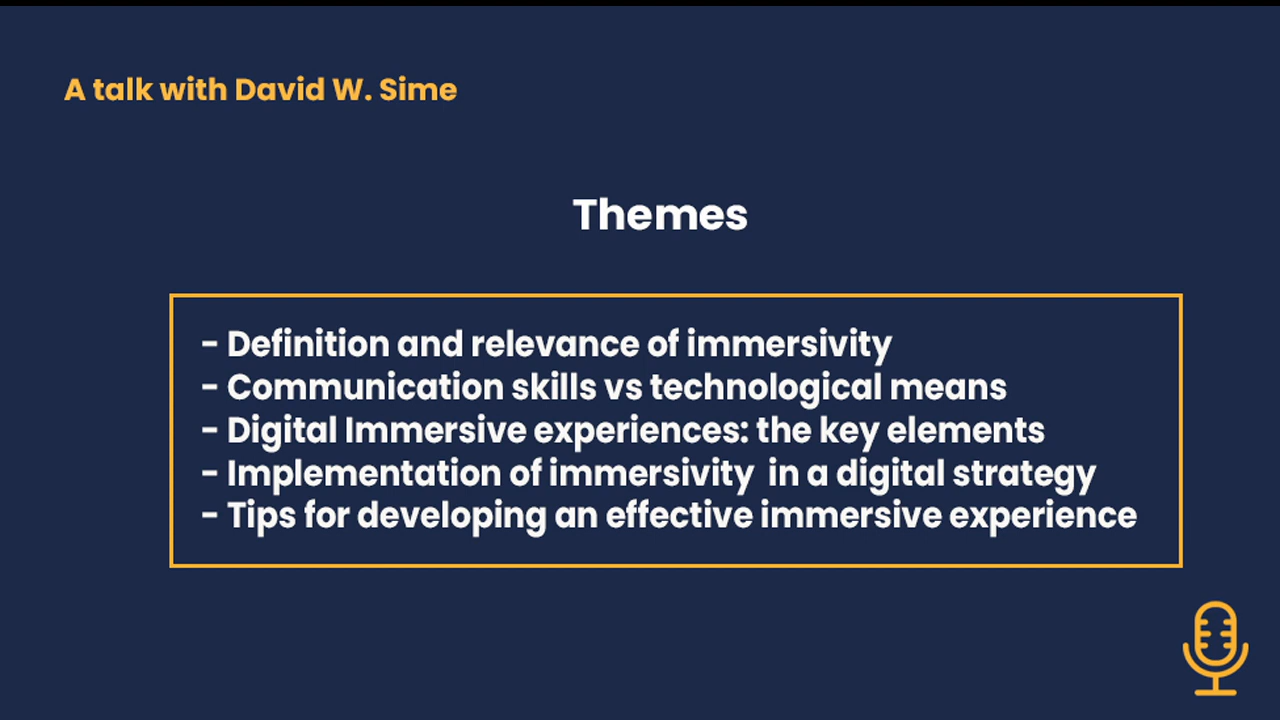 A talk with David W. Sime
Themes
- Definition and relevance of immersivity
- Communication skills vs technological means
- Digital Immersive experiences: the key elements
- Implementation of immersivity  in a digital strategy
- Tips for developing an effective immersive experience